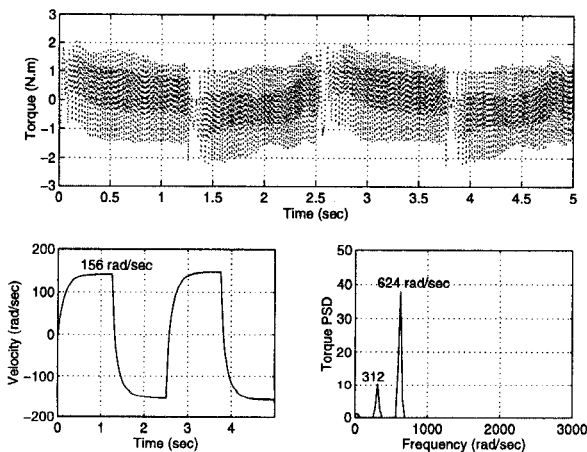 3
2
1
0
-1
-2
-3
Torque (N.m)
0 0.5 1 1.5 2 2.5 3 3.5 4 4.5 5
Time (sec)
200
100
0
-100
-200
Velocity (rad/sec)
156 rad/sec
0 2 4
Time (sec)
50
40
30
20
10
0
Torque PSD
624 rad/sec
312
0 1000 2000 3000
Frequency (rad/sec)